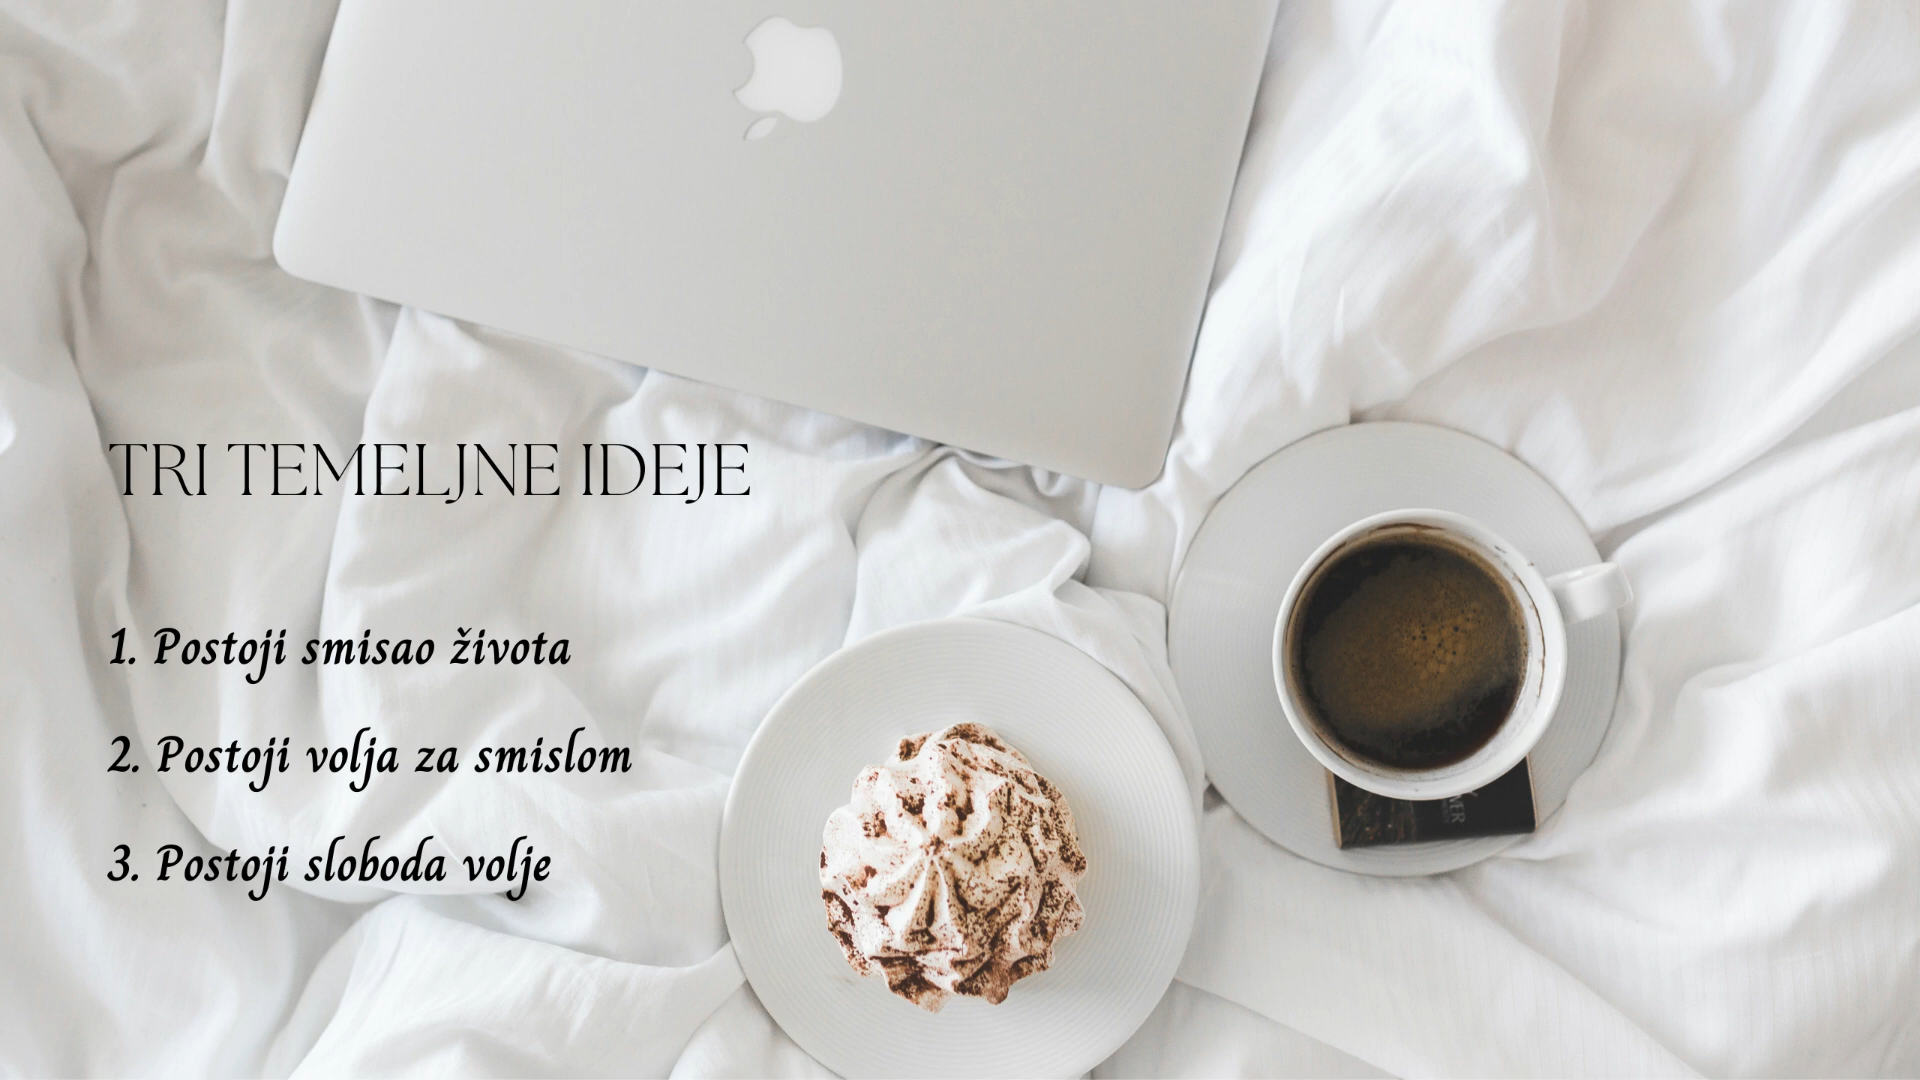 TRI TEMELJNE IDEJE
1. Postoji smisao života
2. Postoji volja za smislom
3. Postoji sloboda volje